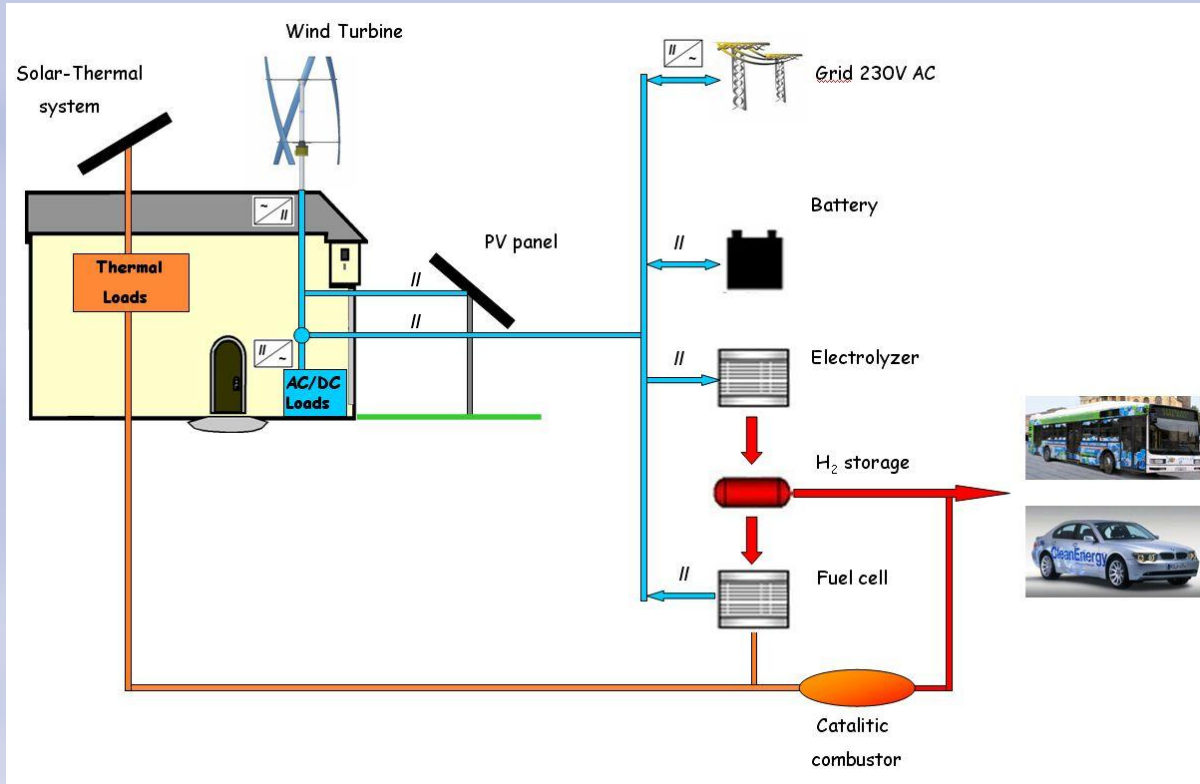 Wind Turbine
Solar-Thermal
system
Grid 230V AC
Battery
PV panel
Thermal
Loads
Electrolyzer
AC/DC
Loads
H₂ storage
CleanEnergy
Fuel cell
Catalitic
combustor